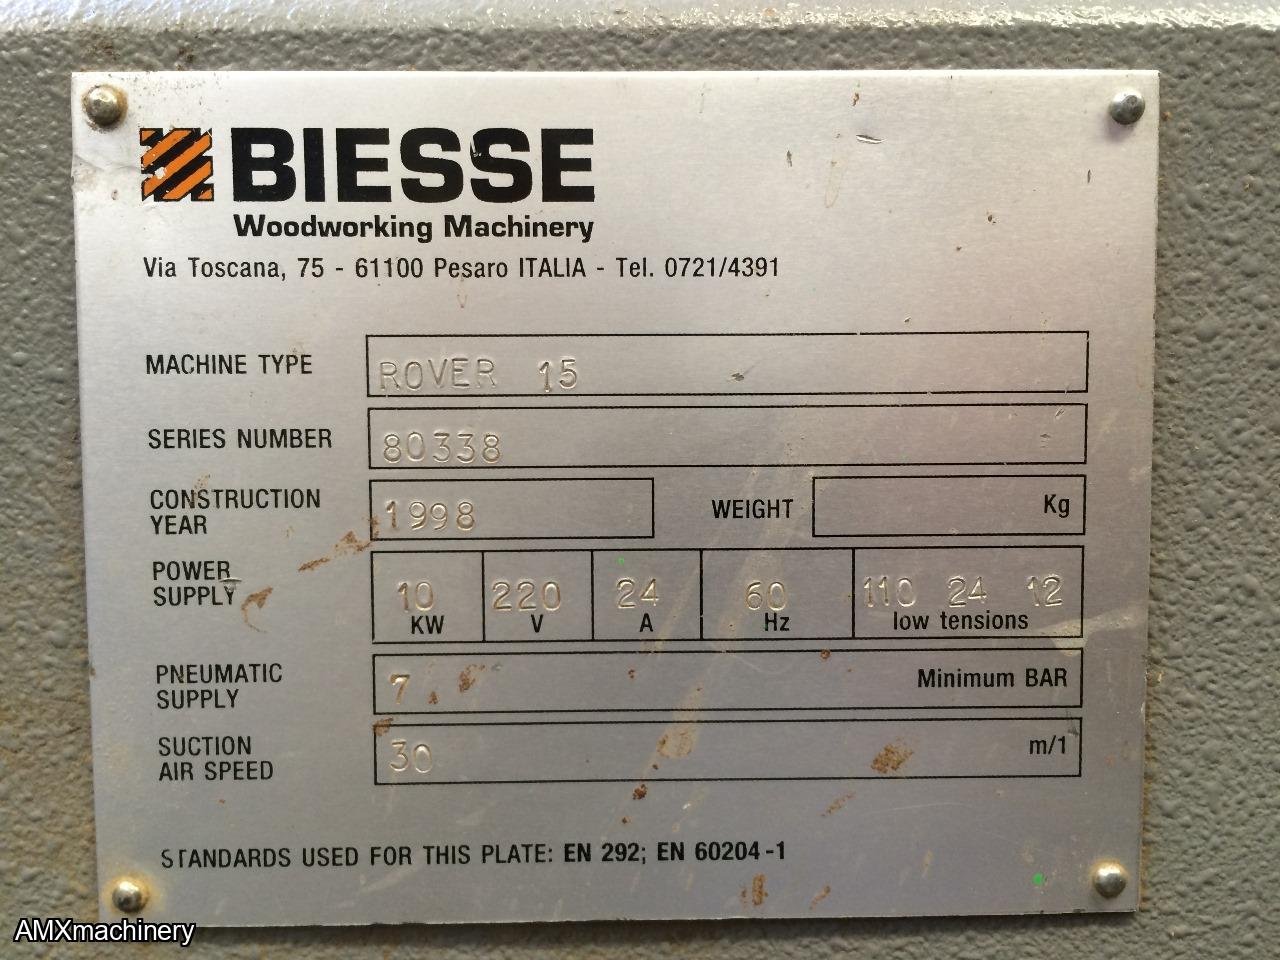 BIESSE
Woodworking Machinery
Via Toscana, 75 - 61100 Pesaro ITALIA - Tel. 0721/4391
MACHINE TYPE ROVER 15
SERIES NUMBER 80338
CONSTRUCTION YEAR 1998 WEIGHT Kg
POWER SUPPLY 10 KW 220 V 24 A 60 Hz 110 24 12 low tensions
PNEUMATIC SUPPLY 7 Minimum BAR
SUCTION AIR SPEED 30 m/1
STANDARDS USED FOR THIS PLATE: EN 292; EN 60204-1
AMXmachinery